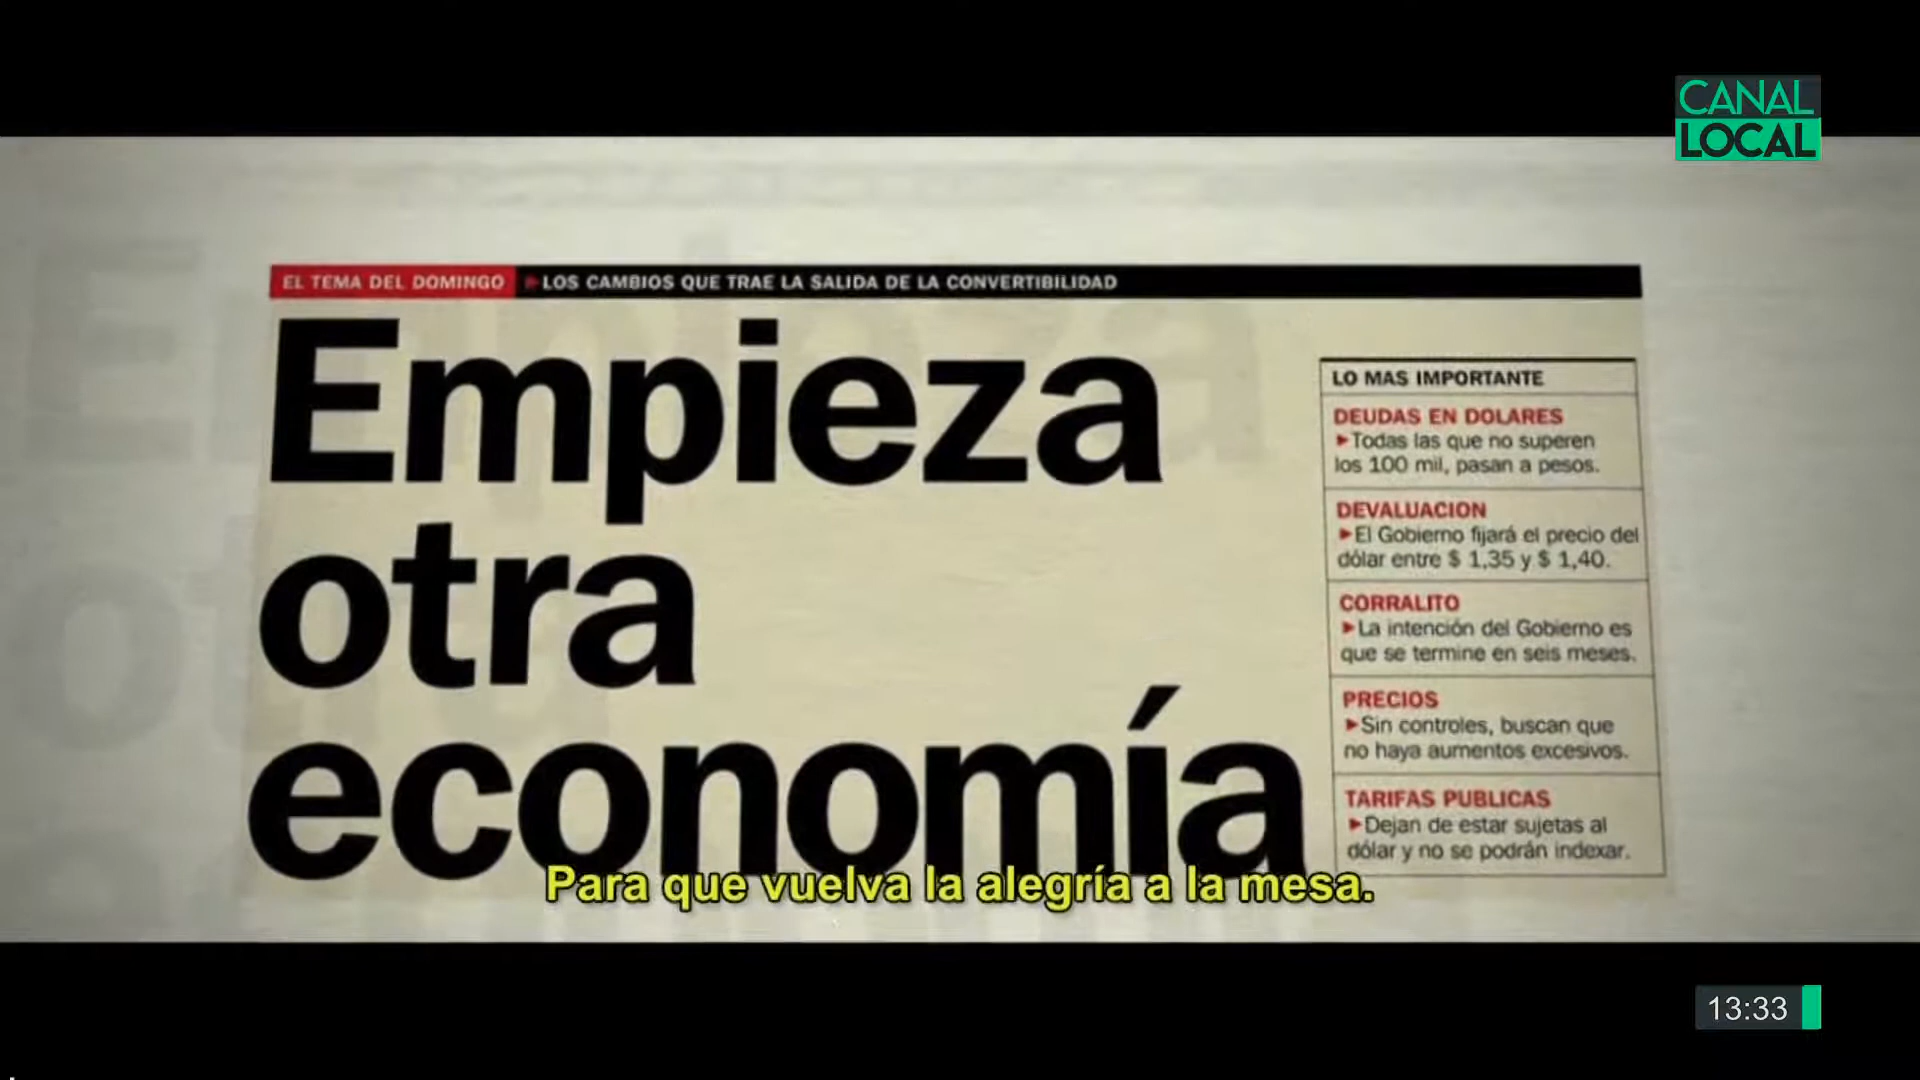 CANAL
LOCAL
EL TEMA DEL DOMINGO ▶LOS CAMBIOS QUE TRAE LA SALIDA DE LA CONVERTIBILIDAD
Empieza
otra
economía
LO MAS IMPORTANTE
DEUDAS EN DOLARES
▶Todas las que no superen
los 100 mil, pasan a pesos.
DEVALUACION
▶El Gobierno fijará el precio del
dólar entre $ 1,35 y $ 1,40.
CORRALITO
▶La intención del Gobierno es
que se termine en seis meses.
PRECIOS
▶Sin controles, buscan que
no haya aumentos excesivos.
TARIFAS PUBLICAS
▶Dejan de estar sujetas al
dólar y no se podrán indexar.
Para que vuelva la alegría a la mesa.
13:33